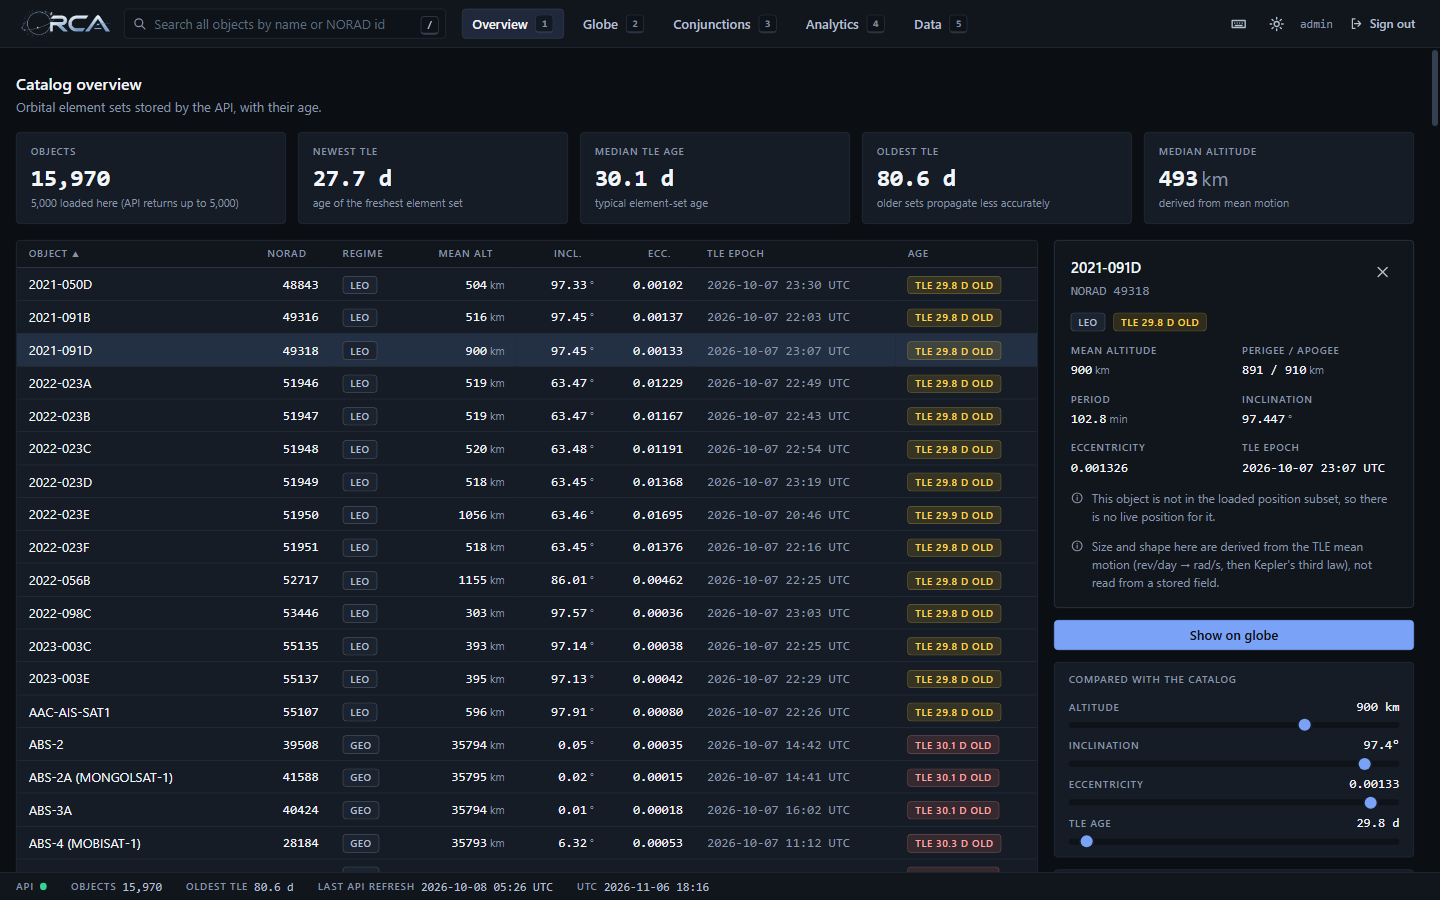 ORCA
Search all objects by name or NORAD id /
Overview 1
Globe 2
Conjunctions 3
Analytics 4
Data 5
admin
Sign out
Catalog overview
Orbital element sets stored by the API, with their age.
OBJECTS
15,970
5,000 loaded here (API returns up to 5,000)
NEWEST TLE
27.7 d
age of the freshest element set
MEDIAN TLE AGE
30.1 d
typical element-set age
OLDEST TLE
80.6 d
older sets propagate less accurately
MEDIAN ALTITUDE
493 km
derived from mean motion
OBJECT ▲ NORAD REGIME MEAN ALT INCL. ECC. TLE EPOCH AGE
2021-050D 48843 LEO 504 km 97.33 ° 0.00102 2026-10-07 23:30 UTC TLE 29.8 D OLD
2021-091B 49316 LEO 516 km 97.45 ° 0.00137 2026-10-07 22:03 UTC TLE 29.8 D OLD
2021-091D 49318 LEO 900 km 97.45 ° 0.00133 2026-10-07 23:07 UTC TLE 29.8 D OLD
2022-023A 51946 LEO 519 km 63.47 ° 0.01229 2026-10-07 22:49 UTC TLE 29.8 D OLD
2022-023B 51947 LEO 519 km 63.47 ° 0.01167 2026-10-07 22:43 UTC TLE 29.8 D OLD
2022-023C 51948 LEO 520 km 63.48 ° 0.01191 2026-10-07 22:54 UTC TLE 29.8 D OLD
2022-023D 51949 LEO 518 km 63.45 ° 0.01368 2026-10-07 23:19 UTC TLE 29.8 D OLD
2022-023E 51950 LEO 1056 km 63.46 ° 0.01695 2026-10-07 20:46 UTC TLE 29.9 D OLD
2022-023F 51951 LEO 518 km 63.45 ° 0.01376 2026-10-07 22:16 UTC TLE 29.8 D OLD
2022-056B 52717 LEO 1155 km 86.01 ° 0.00462 2026-10-07 22:25 UTC TLE 29.8 D OLD
2022-098C 53446 LEO 303 km 97.57 ° 0.00036 2026-10-07 23:03 UTC TLE 29.8 D OLD
2023-003C 55135 LEO 393 km 97.14 ° 0.00038 2026-10-07 22:25 UTC TLE 29.8 D OLD
2023-003E 55137 LEO 395 km 97.13 ° 0.00042 2026-10-07 22:29 UTC TLE 29.8 D OLD
AAC-AIS-SAT1 55107 LEO 596 km 97.91 ° 0.00080 2026-10-07 22:26 UTC TLE 29.8 D OLD
ABS-2 39508 GEO 35794 km 0.05 ° 0.00035 2026-10-07 14:42 UTC TLE 30.1 D OLD
ABS-2A (MONGOLSAT-1) 41588 GEO 35795 km 0.02 ° 0.00015 2026-10-07 14:41 UTC TLE 30.1 D OLD
ABS-3A 40424 GEO 35794 km 0.01 ° 0.00018 2026-10-07 16:02 UTC TLE 30.1 D OLD
ABS-4 (MOBISAT-1) 28184 GEO 35793 km 6.32 ° 0.00053 2026-10-07 11:12 UTC TLE 30.3 D OLD
2021-091D
NORAD 49318
LEO TLE 29.8 D OLD
MEAN ALTITUDE PERIGEE / APOGEE
900 km 891 / 910 km
PERIOD INCLINATION
102.8 min 97.447 °
ECCENTRICITY TLE EPOCH
0.001326 2026-10-07 23:07 UTC
This object is not in the loaded position subset, so there
is no live position for it.
Size and shape here are derived from the TLE mean
motion (rev/day → rad/s, then Kepler's third law), not
read from a stored field.
Show on globe
COMPARED WITH THE CATALOG
ALTITUDE 900 km
INCLINATION 97.4°
ECCENTRICITY 0.00133
TLE AGE 29.8 d
API OBJECTS 15,970 OLDEST TLE 80.6 d LAST API REFRESH 2026-10-08 05:26 UTC UTC 2026-11-06 18:16